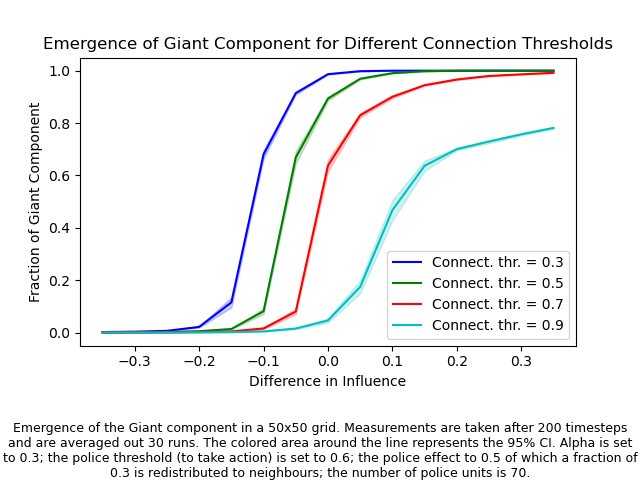 Emergence of Giant Component for Different Connection Thresholds
1.0
0.8
0.6
0.4
0.2
0.0
Fraction of Giant Component
Connect. thr. = 0.3
Connect. thr. = 0.5
Connect. thr. = 0.7
Connect. thr. = 0.9
−0.3 −0.2 −0.1 0.0 0.1 0.2 0.3
Difference in Influence
Emergence of the Giant component in a 50x50 grid. Measurements are taken after 200 timesteps
and are averaged out 30 runs. The colored area around the line represents the 95% CI. Alpha is set
to 0.3; the police threshold (to take action) is set to 0.6; the police effect to 0.5 of which a fraction of
0.3 is redistributed to neighbours; the number of police units is 70.